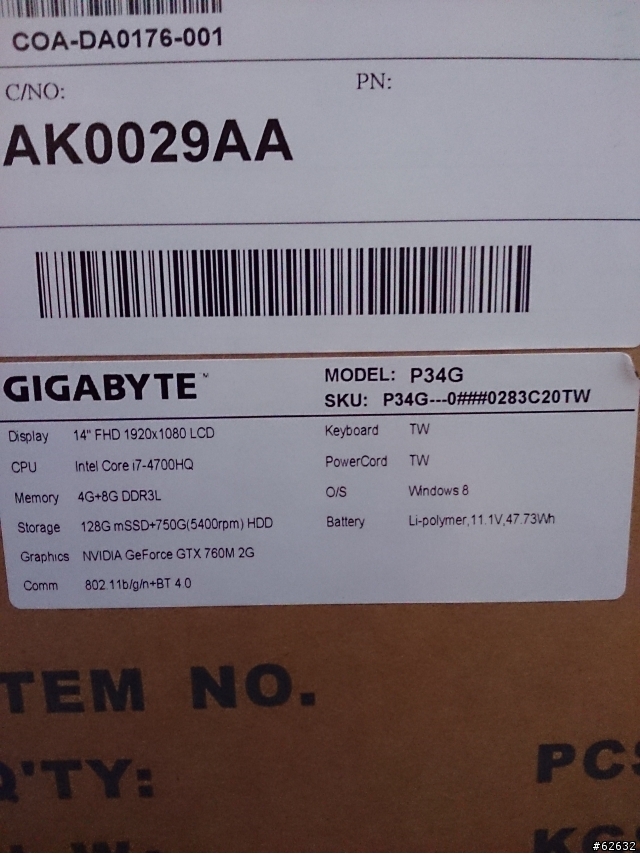 COA-DA0176-001
C/NO:
PN:
AK0029AA
GIGABYTE™
MODEL: P34G
SKU: P34G---0###0283C20TW
Display 14" FHD 1920x1080 LCD
Keyboard TW
CPU Intel Core i7-4700HQ
PowerCord TW
Memory 4G+8G DDR3L
O/S Windows 8
Storage 128G mSSD+750G(5400rpm) HDD
Battery Li-polymer,11.1V,47.73Wh
Graphics NVIDIA GeForce GTX 760M 2G
Comm 802.11b/g/n+BT 4.0
TEM NO.
Q'TY:
PCS
#62632